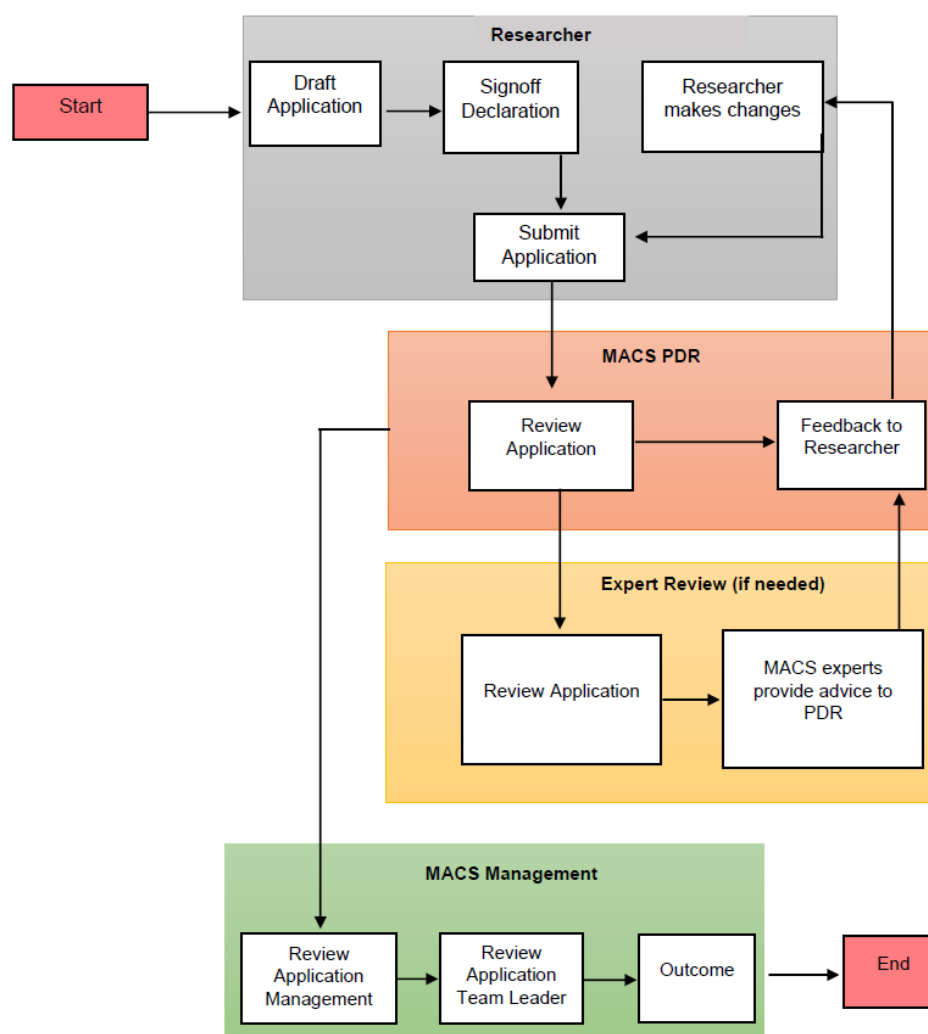 Researcher
Start
Draft
Application
Signoff
Declaration
Researcher
makes changes
Submit
Application
MACS PDR
Review
Application
Feedback to
Researcher
Expert Review (if needed)
Review Application
MACS experts
provide advice to
PDR
MACS Management
Review
Application
Management
Review
Application
Team Leader
Outcome
End